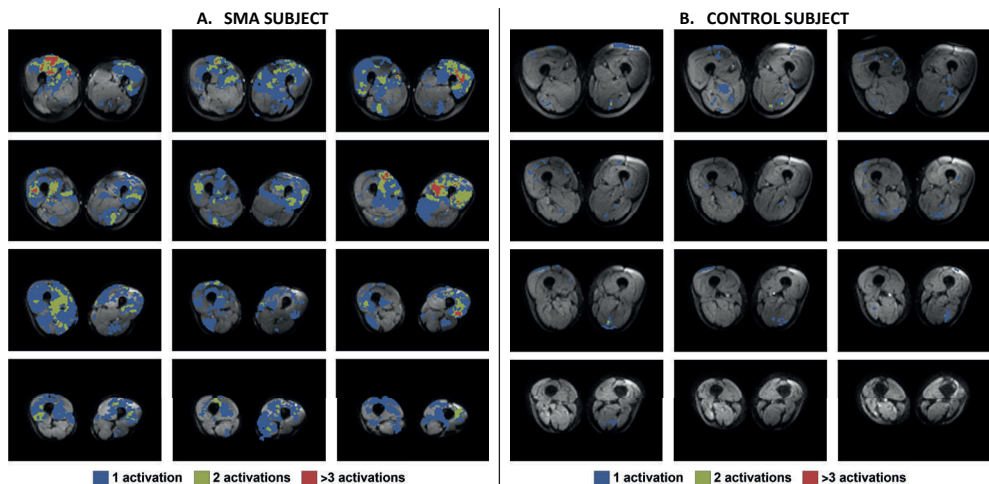 A. SMA SUBJECT
B. CONTROL SUBJECT
1 activation 2 activations >3 activations
1 activation 2 activations >3 activations